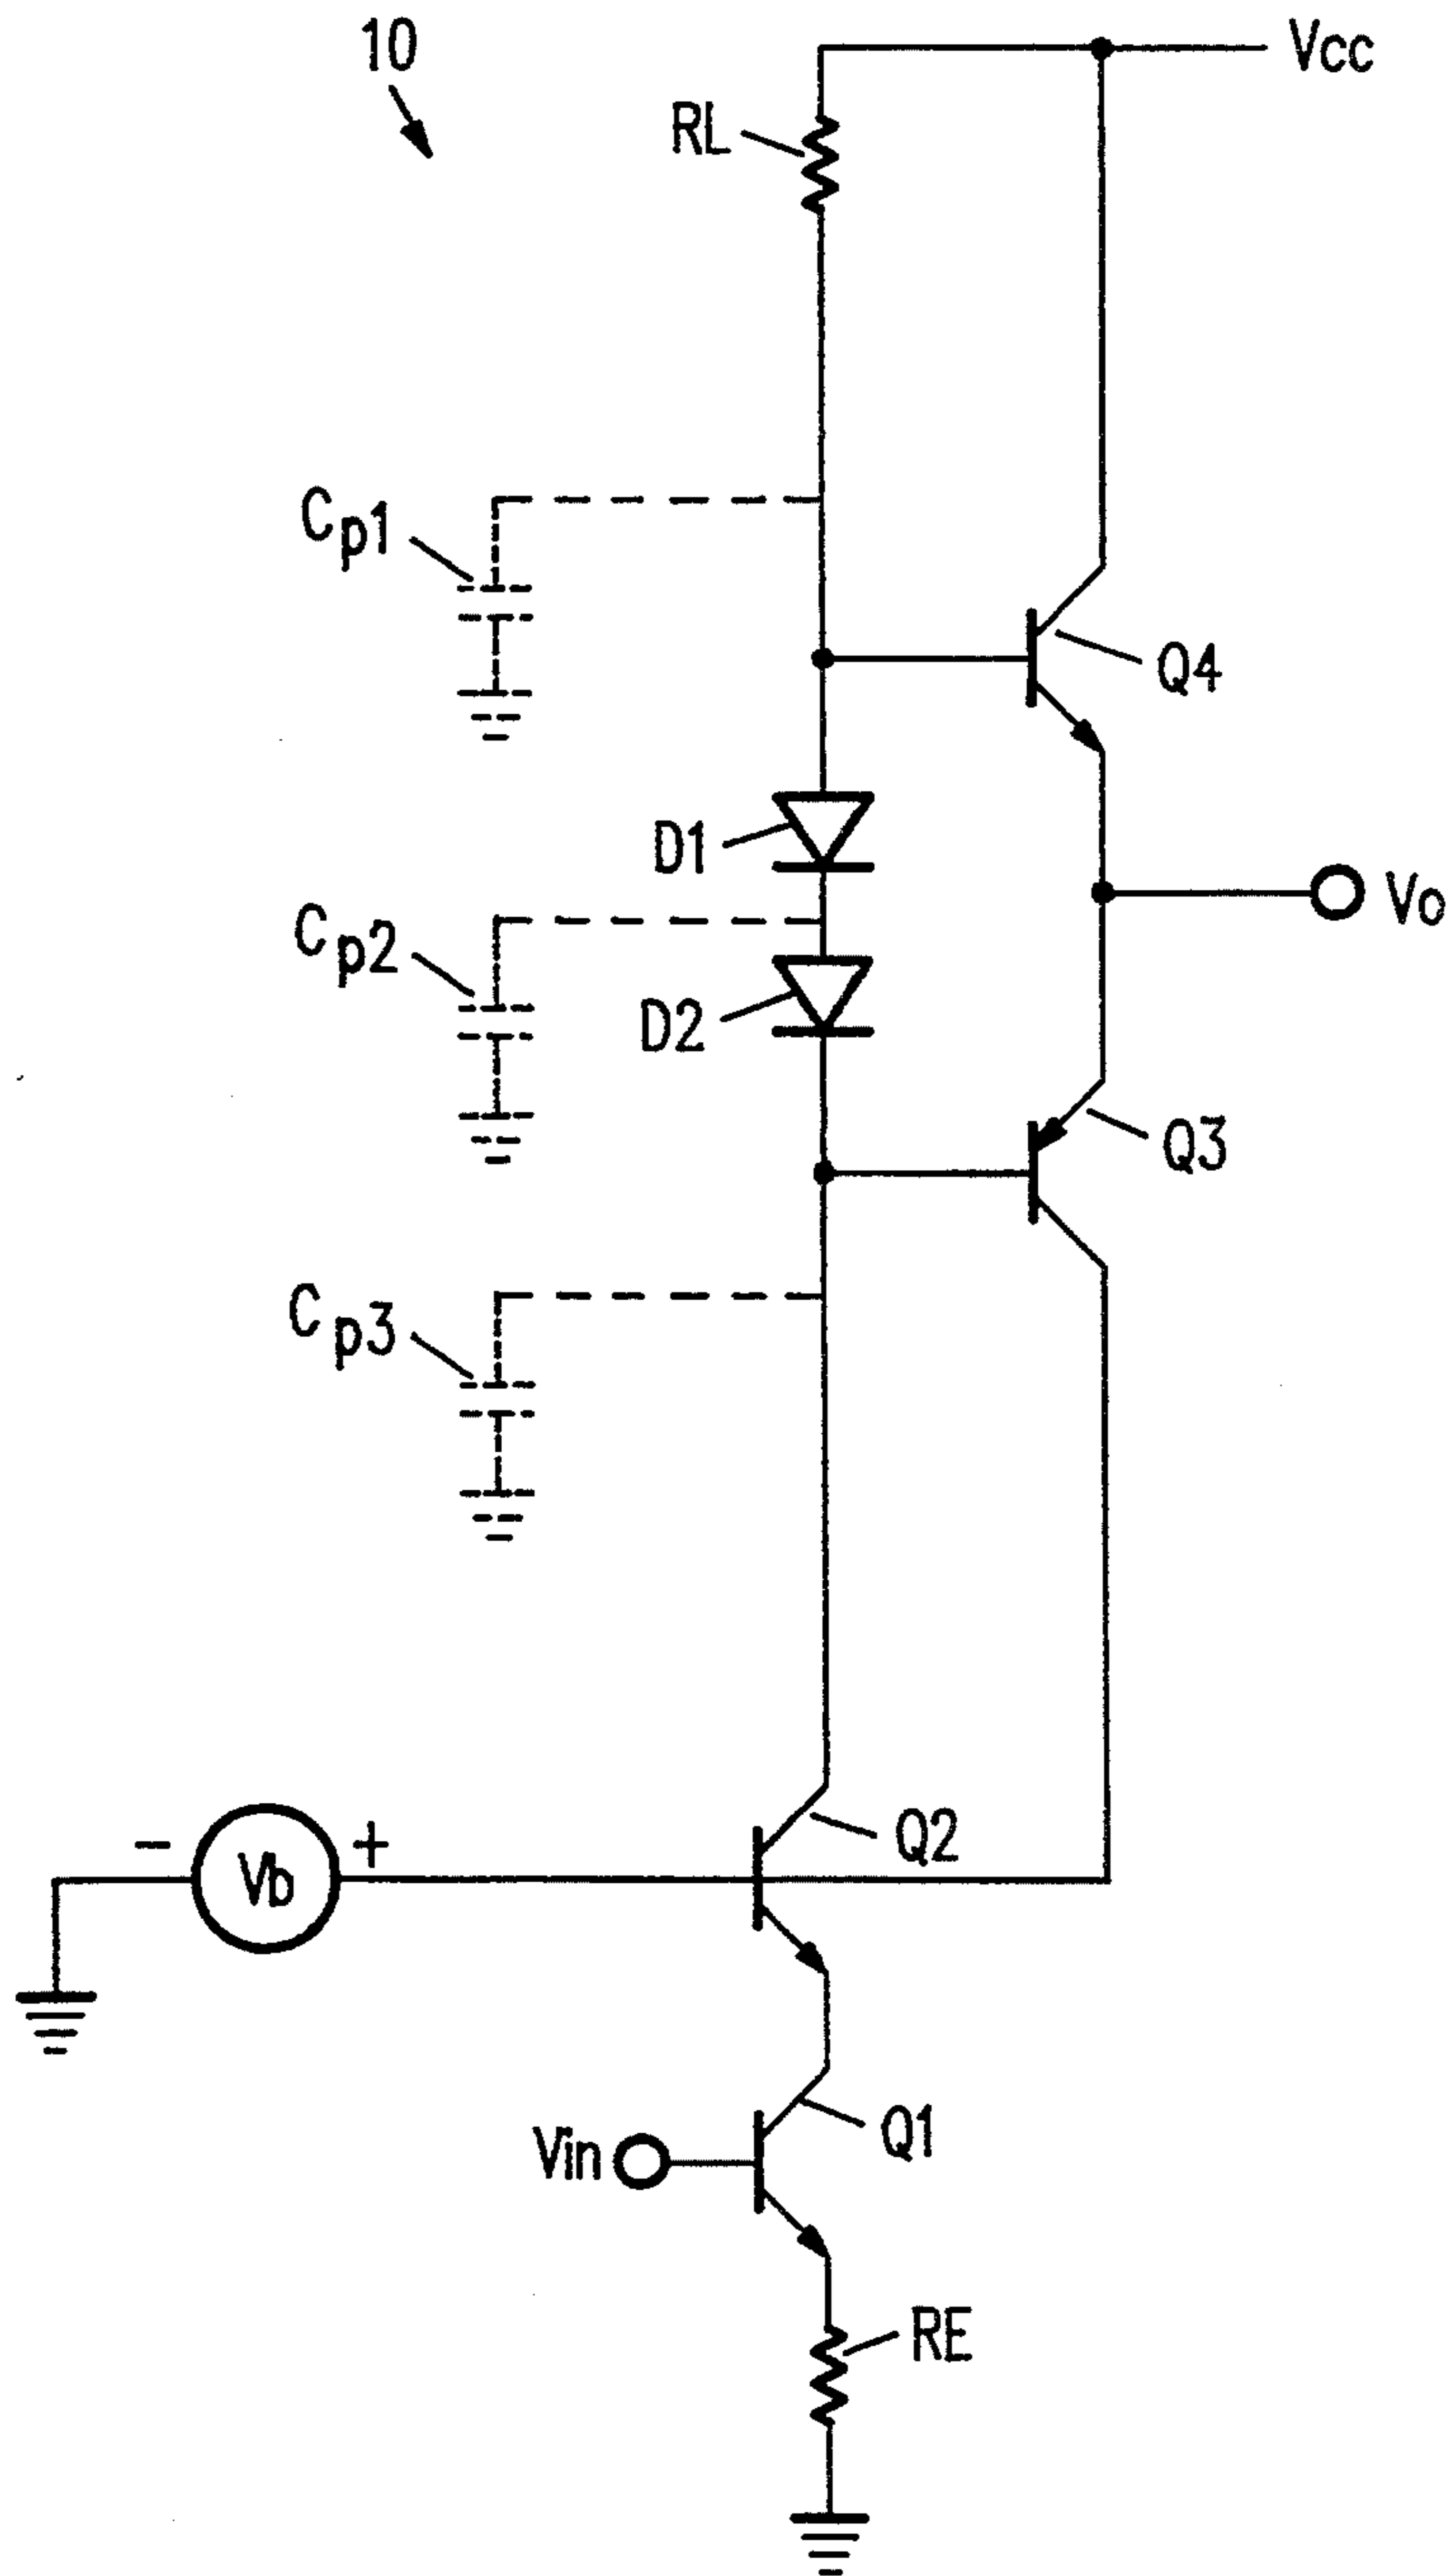 10
Vcc
RL
Cp1
Q4
D1
Vo
Cp2
D2
Q3
Cp3
Q2
- Vb +
Q1
Vin
RE